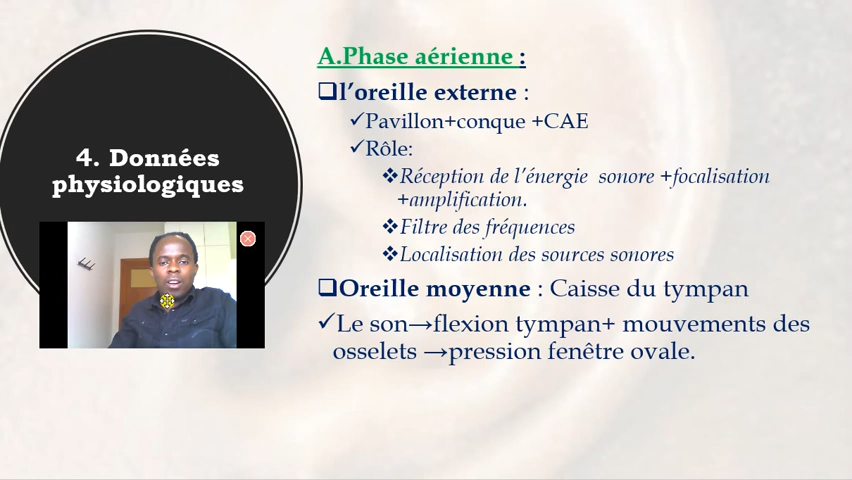 4. Données
physiologiques
A.Phase aérienne :
❑l’oreille externe :
✓Pavillon+conque +CAE
✓Rôle:
❖Réception de l’énergie sonore +focalisation
+amplification.
❖Filtre des fréquences
❖Localisation des sources sonores
❑Oreille moyenne : Caisse du tympan
✓Le son→flexion tympan+ mouvements des
osselets →pression fenêtre ovale.